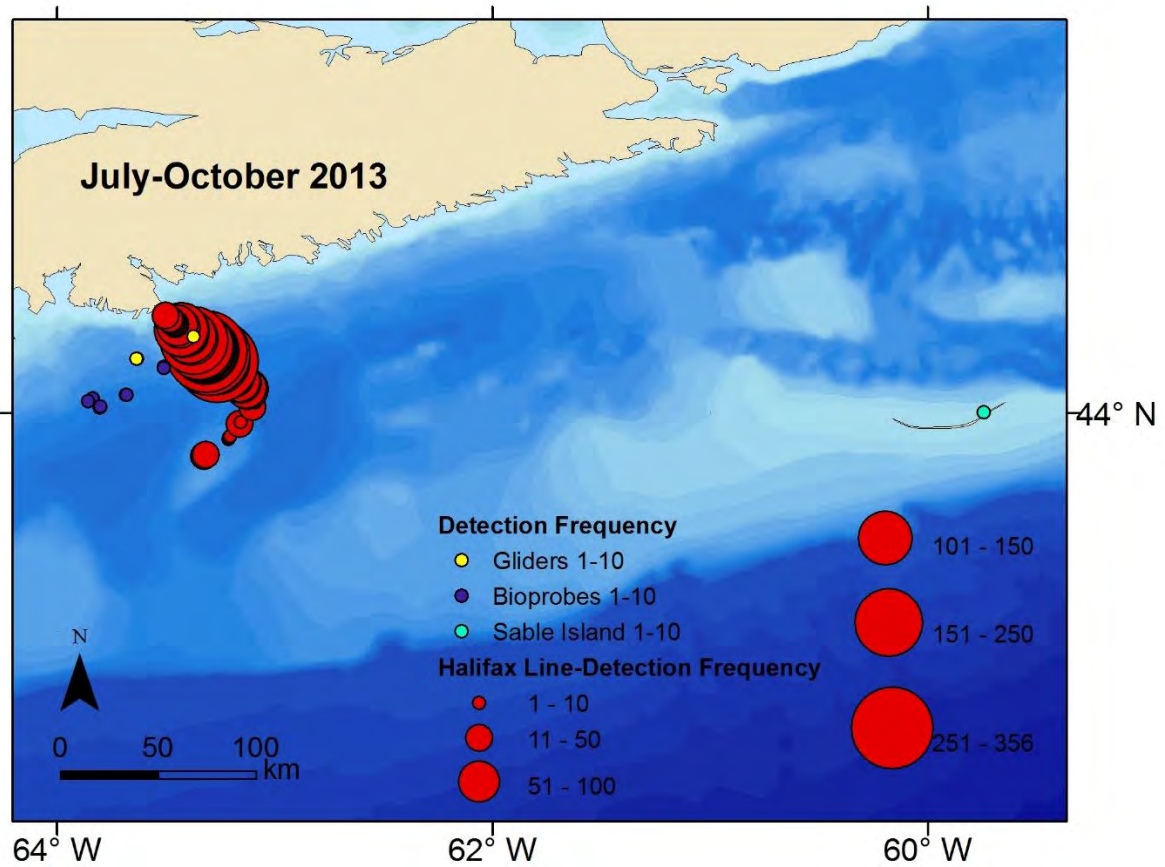 July-October 2013
44° N
Detection Frequency
Gliders 1-10
Bioprobes 1-10
Sable Island 1-10
Halifax Line-Detection Frequency
1 - 10
11 - 50
51 - 100
101 - 150
151 - 250
251 - 356
N
0 50 100
km
64° W 62° W 60° W